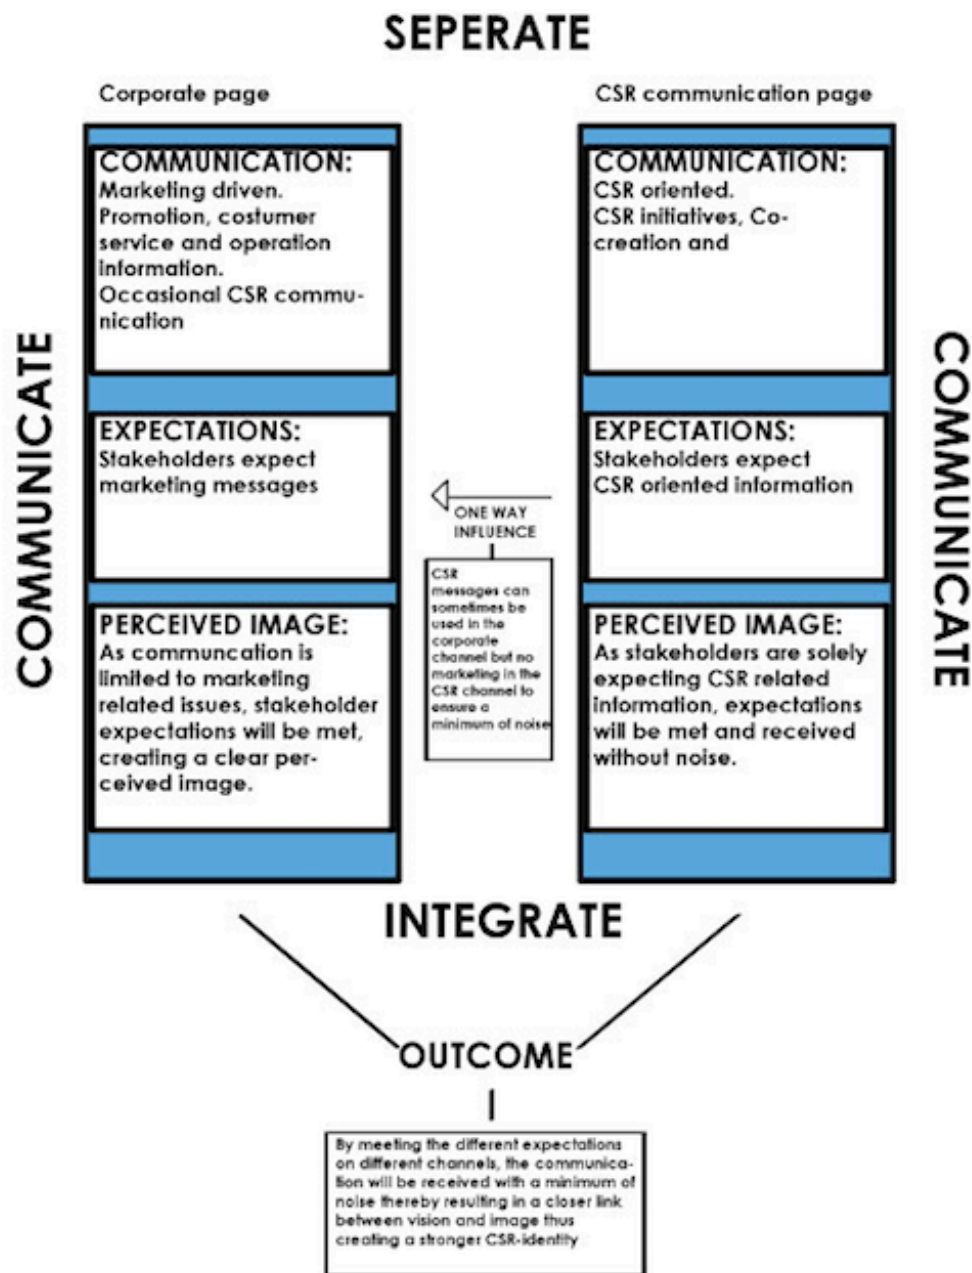 SEPERATE
Corporate page
COMMUNICATION:
Marketing driven.
Promotion, costumer
service and operation
information.
Occasional CSR commu-
nication
EXPECTATIONS:
Stakeholders expect
marketing messages
PERCEIVED IMAGE:
As communcation is
limited to marketing
related issues, stakeholder
expectations will be met,
creating a clear per-
ceived image.
CSR communication page
COMMUNICATION:
CSR oriented.
CSR initiatives, Co-
creation and
EXPECTATIONS:
Stakeholders expect
CSR oriented information
PERCEIVED IMAGE:
As stakeholders are solely
expecting CSR related
information, expectations
will be met and received
without noise.
COMMUNICATE
COMMUNICATE
ONE WAY
INFLUENCE
CSR
messages can
sometimes be
used in the
corporate
channel but no
marketing in the
CSR channel to
ensure a
minimum of noise
INTEGRATE
OUTCOME
By meeting the different expectations
on different channels, the communica-
tion will be received with a minimum of
noise thereby resulting in a closer link
between vision and image thus
creating a stronger CSR-identity